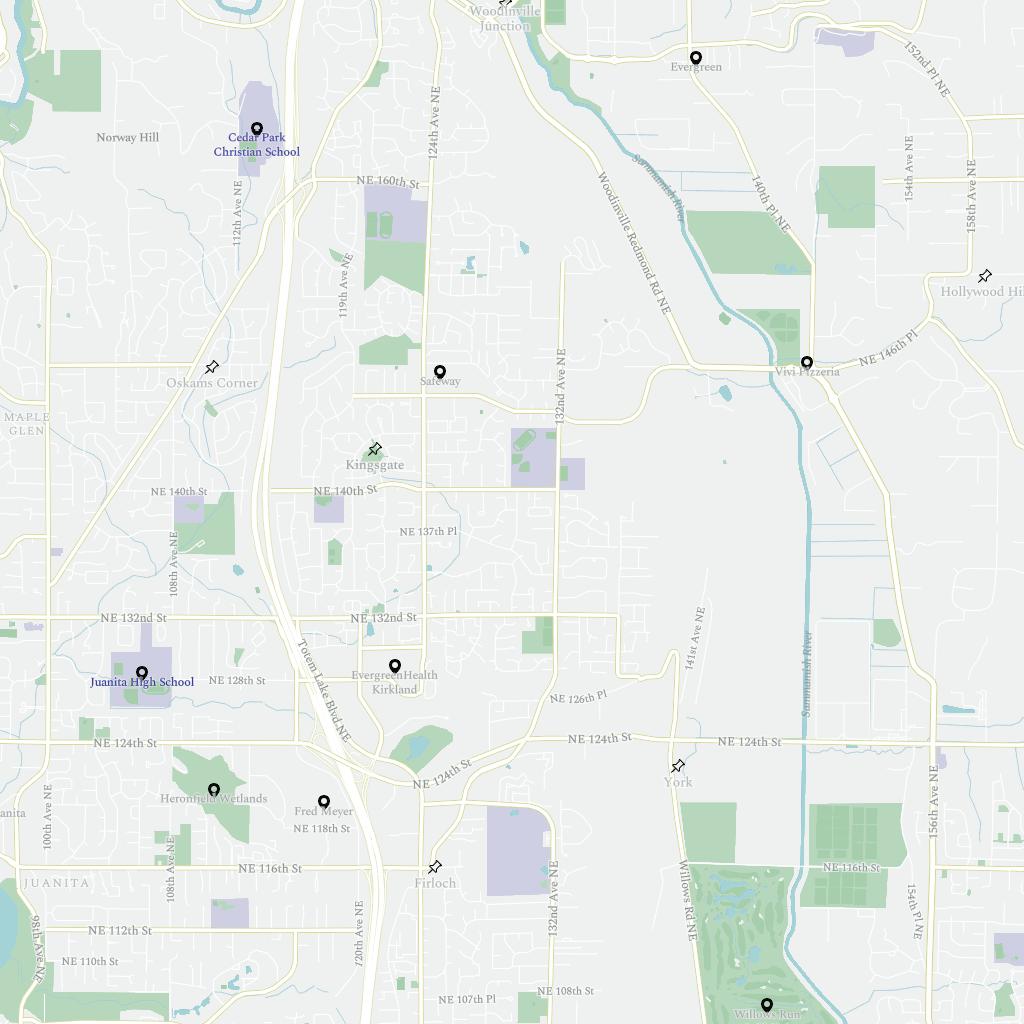 Woodinville
Junction
152nd Pl NE
Evergreen
124th Ave NE
Norway Hill
Cedar Park
Christian School
Sammamish River
154th Ave NE
NE 160th St
140th Pl NE
158th Ave NE
112th Ave NE
Woodinville Redmond Rd NE
119th Ave NE
Hollywood Hil
NE 146th Pl
Vivi Pizzeria
Oskams Corner
Safeway
132nd Ave NE
MAPLE
GLEN
Kingsgate
NE 140th St
NE 140th St
NE 137th Pl
108th Ave NE
NE 132nd St
NE 132nd St
141st Ave NE
Sammamish River
Totem Lake Blvd NE
EvergreenHealth
Kirkland
Juanita High School
NE 128th St
NE 126th Pl
NE 124th St
NE 124th St
NE 124th St
NE 124th St
York
Heronfield Wetlands
Fred Meyer
156th Ave NE
100th Ave NE
anita
NE 118th St
108th Ave NE
NE 116th St
NE 116th St
JUANITA
Firloch
Willows Rd NE
132nd Ave NE
154th Pl NE
98th Ave NE
NE 112th St
120th Ave NE
NE 110th St
NE 107th Pl
NE 108th St
Willows Run